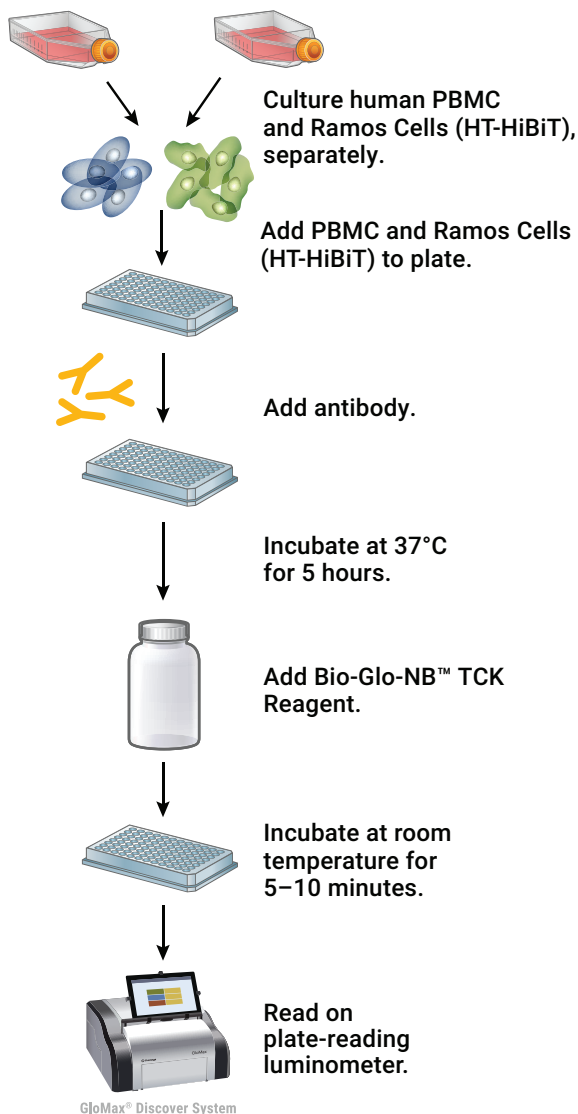 Culture human PBMC
and Ramos Cells (HT-HiBiT),
separately.
Add PBMC and Ramos Cells
(HT-HiBiT) to plate.
Add antibody.
Incubate at 37°C
for 5 hours.
Add Bio-Glo-NB™ TCK
Reagent.
Incubate at room
temperature for
5–10 minutes.
Read on
plate-reading
luminometer.
GloMax
GloMax® Discover System